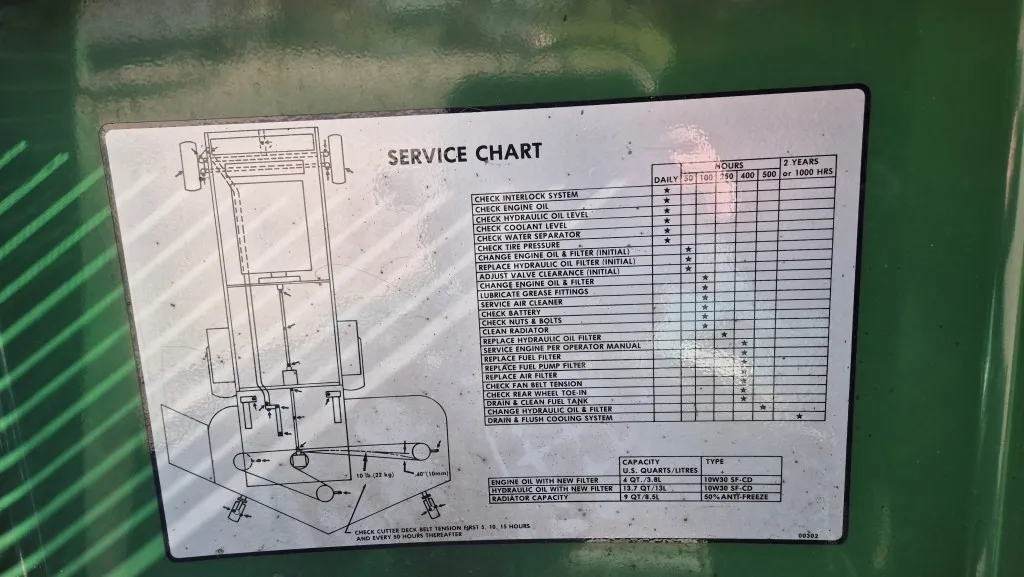 SERVICE CHART
HOURS
2 YEARS
DAILY 50 100 250 400 500 or 1000 HRS
CHECK INTERLOCK SYSTEM ★
CHECK ENGINE OIL ★
CHECK HYDRAULIC OIL LEVEL ★
CHECK COOLANT LEVEL ★
CHECK WATER SEPARATOR ★
CHECK TIRE PRESSURE ★
CHANGE ENGINE OIL & FILTER (INITIAL) ★
REPLACE HYDRAULIC OIL FILTER (INITIAL) ★
ADJUST VALVE CLEARANCE (INITIAL) ★
CHANGE ENGINE OIL & FILTER ★
LUBRICATE GREASE FITTINGS ★
SERVICE AIR CLEANER ★
CHECK BATTERY ★
CHECK NUTS & BOLTS ★
CLEAN RADIATOR ★
REPLACE HYDRAULIC OIL FILTER ★
SERVICE ENGINE PER OPERATOR MANUAL ★
REPLACE FUEL FILTER ★
REPLACE FUEL PUMP FILTER ★
REPLACE AIR FILTER ★
CHECK FAN BELT TENSION ★
CHECK REAR WHEEL TOE-IN ★
DRAIN & CLEAN FUEL TANK ★
CHANGE HYDRAULIC OIL & FILTER ★
DRAIN & FLUSH COOLING SYSTEM ★
CAPACITY TYPE
U.S. QUARTS/LITRES
ENGINE OIL WITH NEW FILTER 4 QT./3.8L 10W30 SF-CD
HYDRAULIC OIL WITH NEW FILTER 13.7 QT/13L 10W30 SF-CD
RADIATOR CAPACITY 9 QT/8.5L 50% ANTI-FREEZE
10 lb.(22 kg) .40"(10mm)
CHECK CUTTER DECK BELT TENSION FIRST 5, 10, 15 HOURS
AND EVERY 50 HOURS THEREAFTER
00302